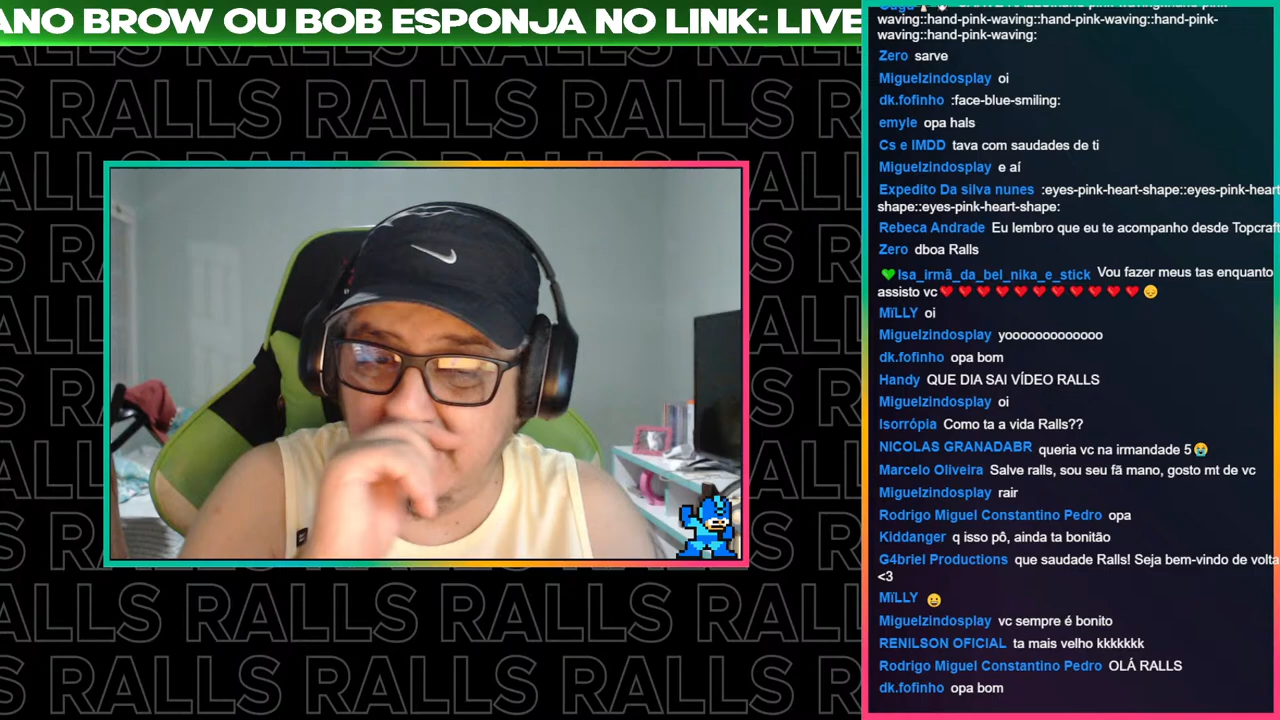 ANO BROW OU BOB ESPONJA NO LINK: LIVE
waving::hand-pink-waving::hand-pink-waving::hand-pink-
waving::hand-pink-waving:
Zero sarve
Miguelzindosplay oi
dk.fofinho :face-blue-smiling:
emyle opa hals
Cs e IMDD tava com saudades de ti
Miguelzindosplay e aí
Expedito Da silva nunes :eyes-pink-heart-shape::eyes-pink-heart-
shape::eyes-pink-heart-shape:
Rebeca Andrade Eu lembro que eu te acompanho desde Topcraft
Zero dboa Ralls
💚Isa_irmã_da_bel_nika_e_stick Vou fazer meus tas enquanto
assisto vc❤❤❤❤❤❤❤❤❤❤❤😔
MïLLY oi
Miguelzindosplay yooooooooooooo
dk.fofinho opa bom
Handy QUE DIA SAI VÍDEO RALLS
Miguelzindosplay oi
Isorrópia Como ta a vida Ralls??
NICOLAS GRANADABR queria vc na irmandade 5😭
Marcelo Oliveira Salve ralls, sou seu fã mano, gosto mt de vc
Miguelzindosplay rair
Rodrigo Miguel Constantino Pedro opa
Kiddanger q isso pô, ainda ta bonitão
G4briel Productions que saudade Ralls! Seja bem-vindo de volta
<3
MïLLY 😀
Miguelzindosplay vc sempre é bonito
RENILSON OFICIAL ta mais velho kkkkkkk
Rodrigo Miguel Constantino Pedro OLÁ RALLS
dk.fofinho opa bom
RALLS RALLS RALLS